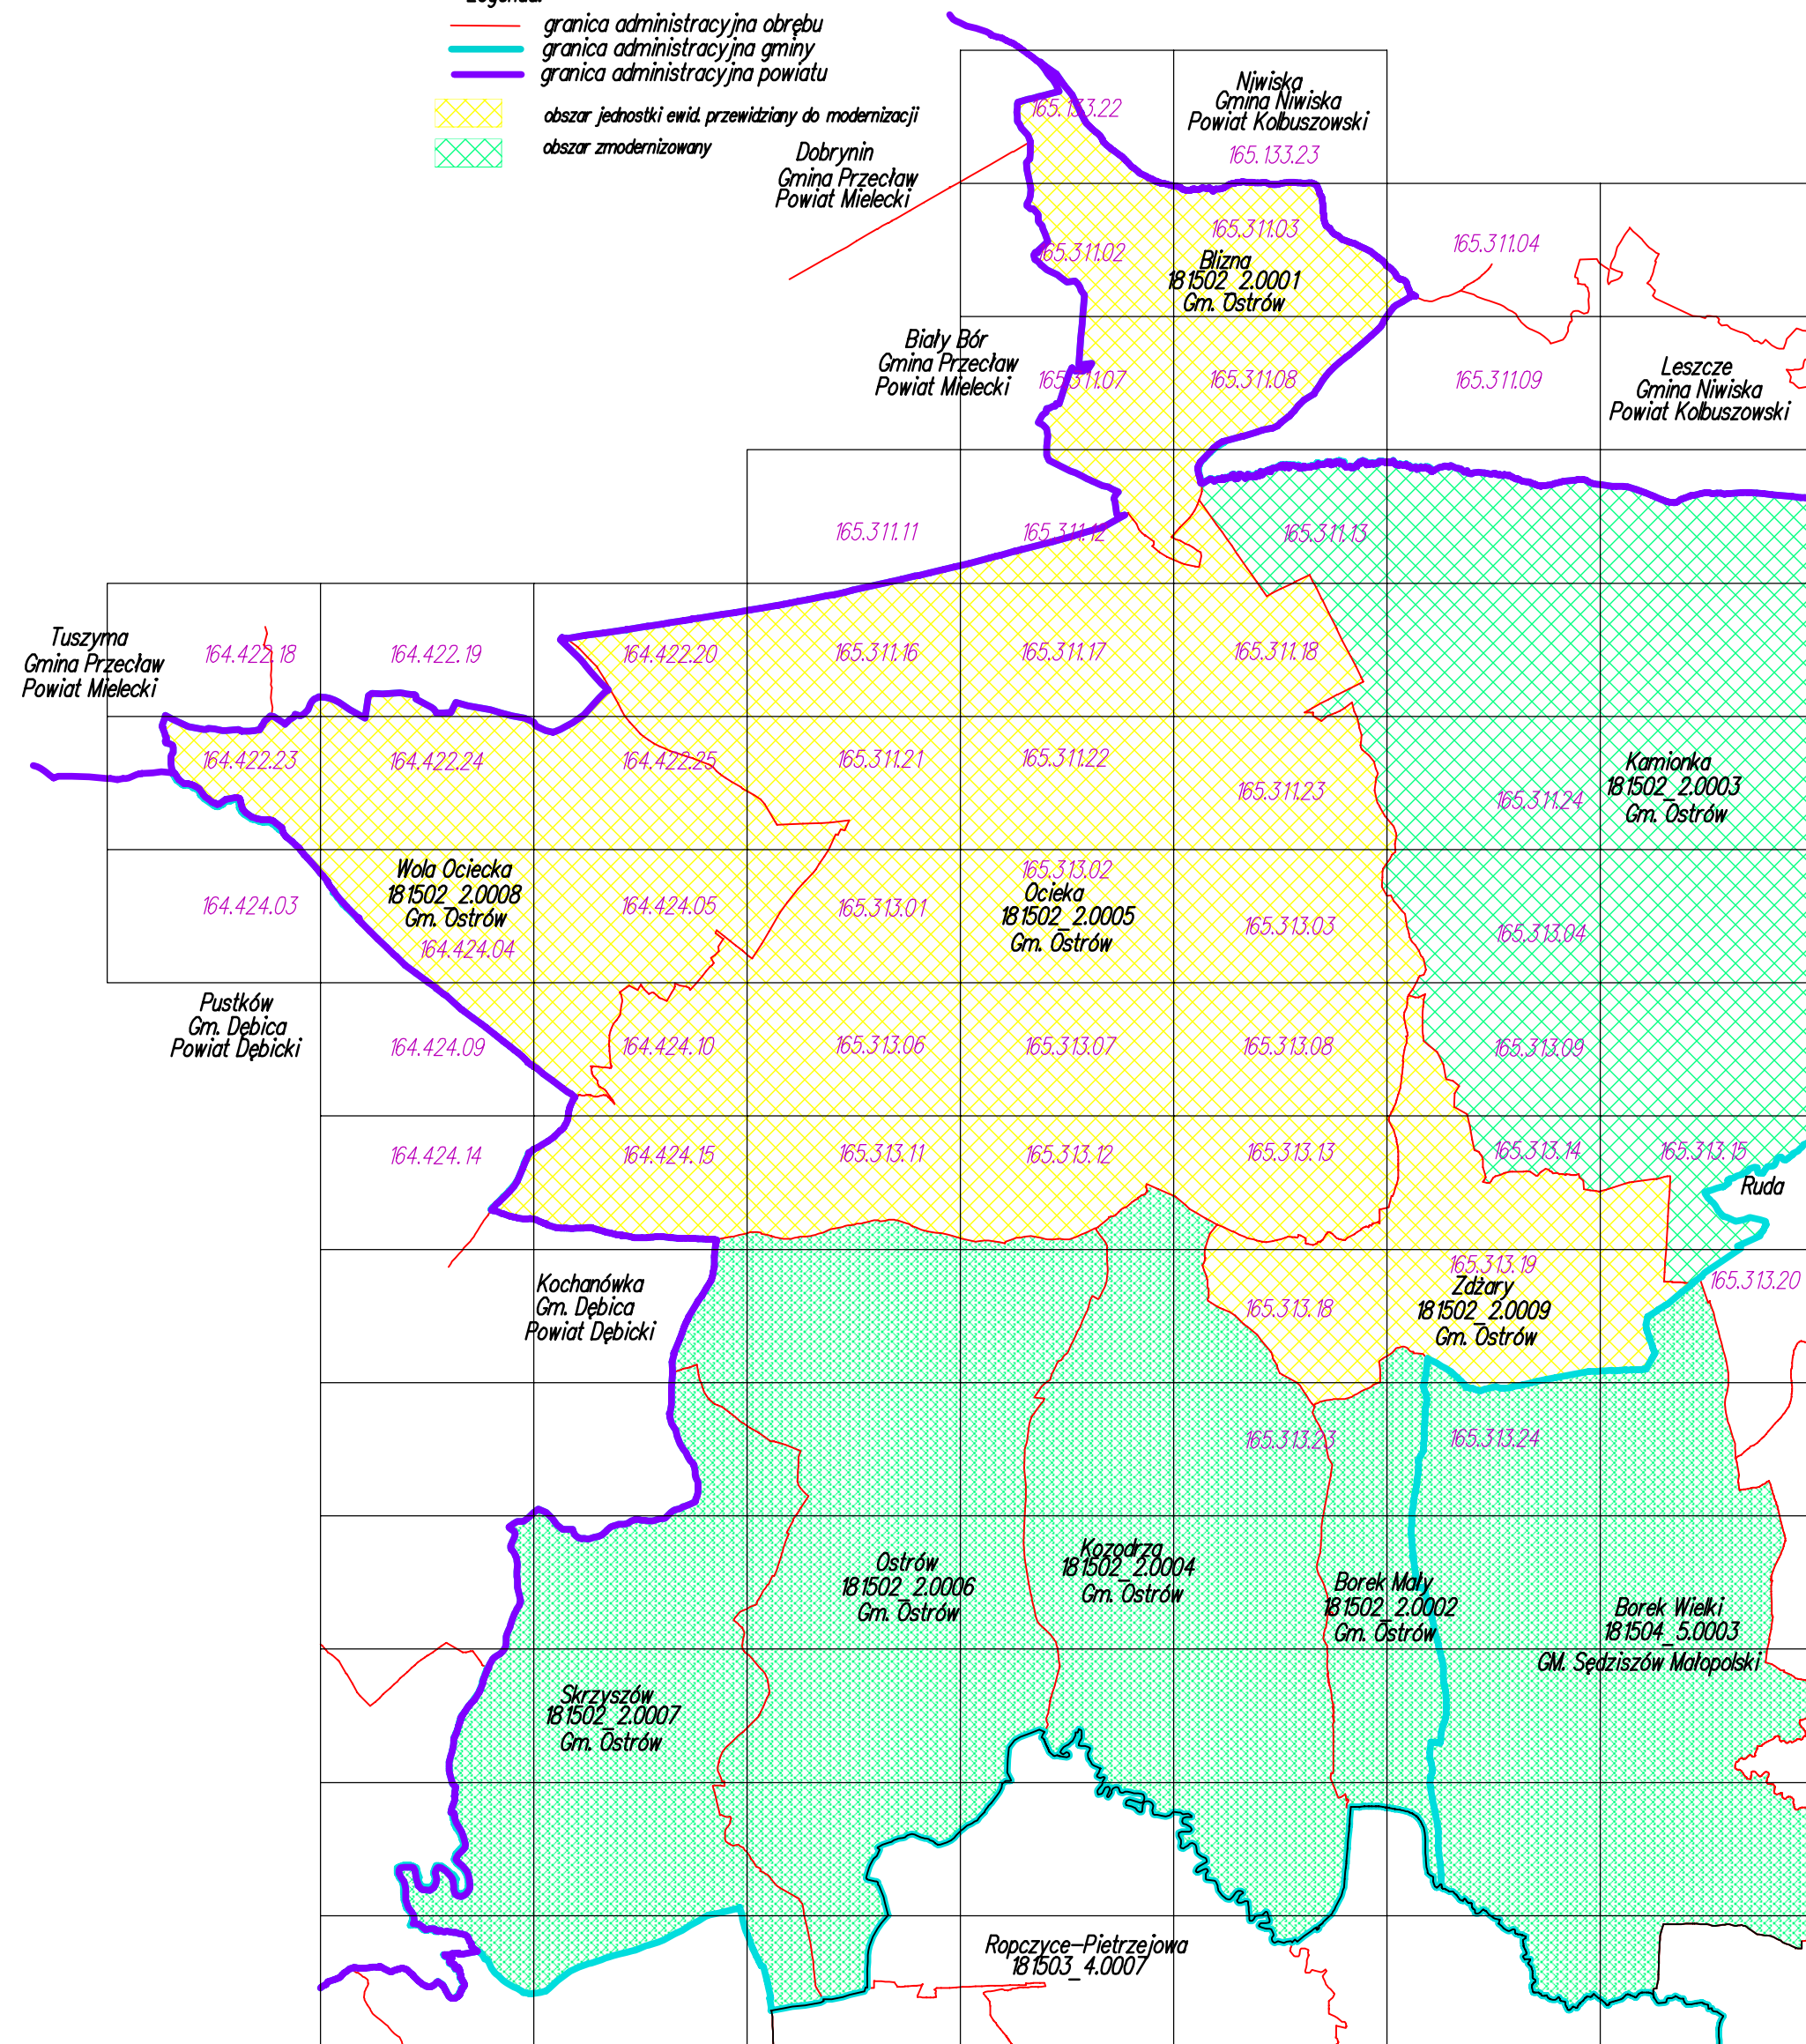 Legenda:
granica administracyjna obrębu
granica administracyjna gminy
granica administracyjna powiatu
obszar jednostki ewid. przewidziany do modernizacji
obszar zmodernizowany
Niwiska
Gmina Niwiska
Powiat Kolbuszowski
165.133.22
165.133.23
Dobrynin
Gmina Przecław
Powiat Mielecki
165.311.02
165.311.03
165.311.04
Blizna
181502_2.0001
Gm. Ostrów
Biały Bór
Gmina Przecław
Powiat Mielecki
165.311.07
165.311.08
165.311.09
Leszcze
Gmina Niwiska
Powiat Kolbuszowski
165.311.11
165.311.12
165.311.13
Tuszyma
Gmina Przecław
Powiat Mielecki
164.422.18
164.422.19
164.422.20
165.311.16
165.311.17
165.311.18
164.422.23
164.422.24
164.422.25
165.311.21
165.311.22
165.311.23
165.311.24
Kamionka
181502_2.0003
Gm. Ostrów
Wola Ociecka
181502_2.0008
Gm. Ostrów
164.424.03
164.424.04
164.424.05
165.313.01
165.313.02
Ocieka
181502_2.0005
Gm. Ostrów
165.313.03
165.313.04
Pustków
Gm. Dębica
Powiat Dębicki
164.424.09
164.424.10
165.313.06
165.313.07
165.313.08
165.313.09
164.424.14
164.424.15
165.313.11
165.313.12
165.313.13
165.313.14
165.313.15
Ruda
Kochanówka
Gm. Dębica
Powiat Dębicki
165.313.18
165.313.19
Zdżary
181502_2.0009
Gm. Ostrów
165.313.20
165.313.23
165.313.24
Ostrów
181502_2.0006
Gm. Ostrów
Kozodrza
181502_2.0004
Gm. Ostrów
Borek Mały
181502_2.0002
Gm. Ostrów
Borek Wielki
181504_5.0003
GM. Sędziszów Małopolski
Skrzyszów
181502_2.0007
Gm. Ostrów
Ropczyce-Pietrzejowa
181503_4.0007